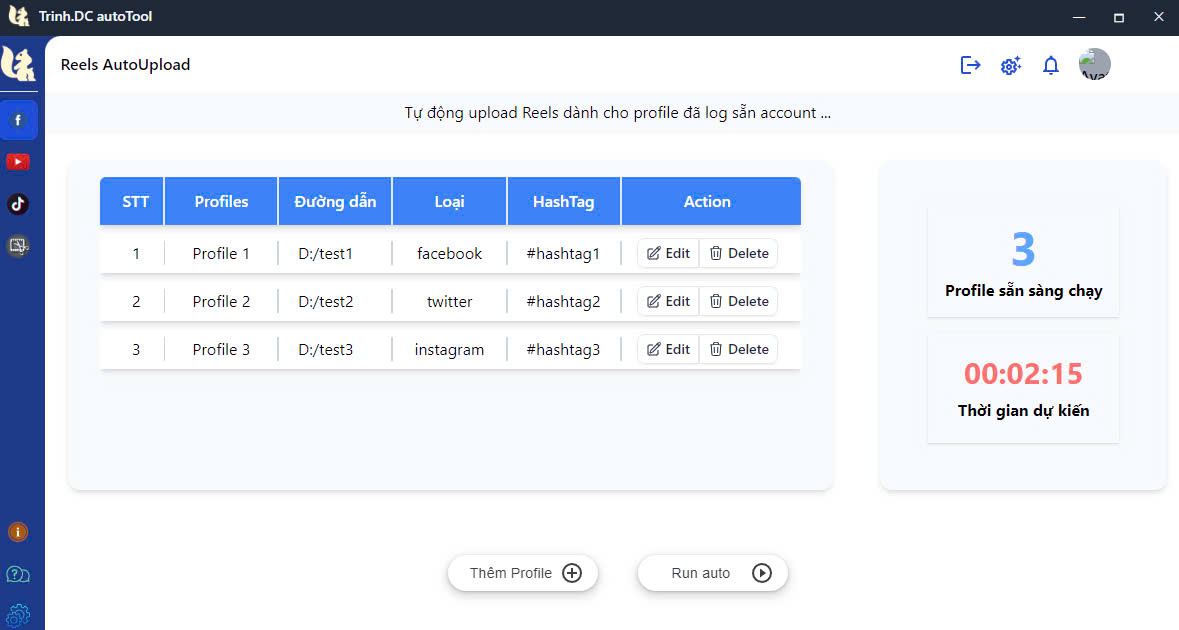 Trinh.DC autoTool
Reels AutoUpload
Tự động upload Reels dành cho profile đã log sẵn account ...
STT Profiles Đường dẫn Loại HashTag Action
1 Profile 1 D:/test1 facebook #hashtag1 Edit Delete
2 Profile 2 D:/test2 twitter #hashtag2 Edit Delete
3 Profile 3 D:/test3 instagram #hashtag3 Edit Delete
3
Profile sẵn sàng chạy
00:02:15
Thời gian dự kiến
Thêm Profile
Run auto